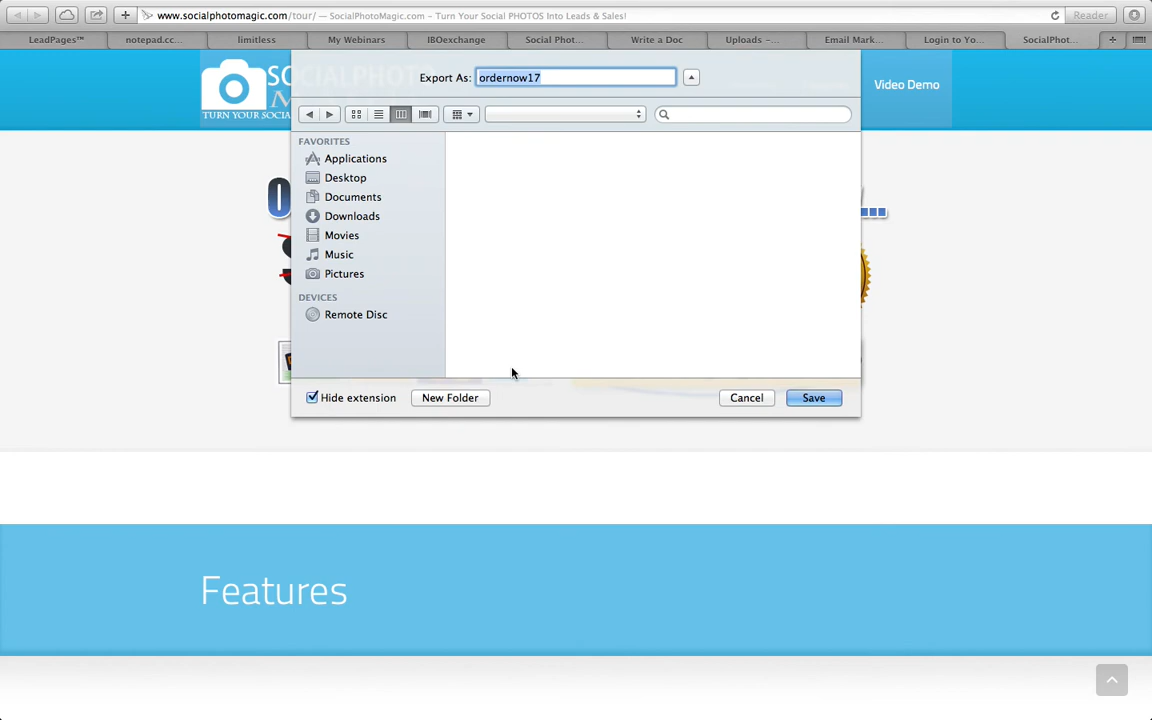 www.socialphotomagic.com/tour/ — SocialPhotoMagic.com – Turn Your Social PHOTOS Into Leads & Sales!
Reader
LeadPages™
notepad.cc...
limitless
My Webinars
IBOexchange
Social Phot...
Write a Doc
Uploads –...
Email Mark...
Login to Yo...
SocialPhot...
SOCIALPHOTO
TURN YOUR SOCIA
Video Demo
Export As: ordernow17
FAVORITES
Applications
Desktop
Documents
Downloads
Movies
Music
Pictures
DEVICES
Remote Disc
Hide extension
New Folder
Cancel
Save
Features